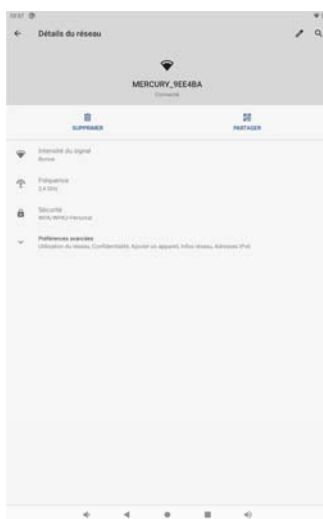 Détails du réseau
MERCURY_9EE4BA
Connecté
SUPPRIMER
PARTAGER
Intensité du signal
Bonne
Fréquence
2,4 GHz
Sécurité
WPA/WPA2-Personal
Préférences avancées
Utilisation du réseau, Confidentialité, Ajouter un appareil, Infos réseau, Adresses IPv6